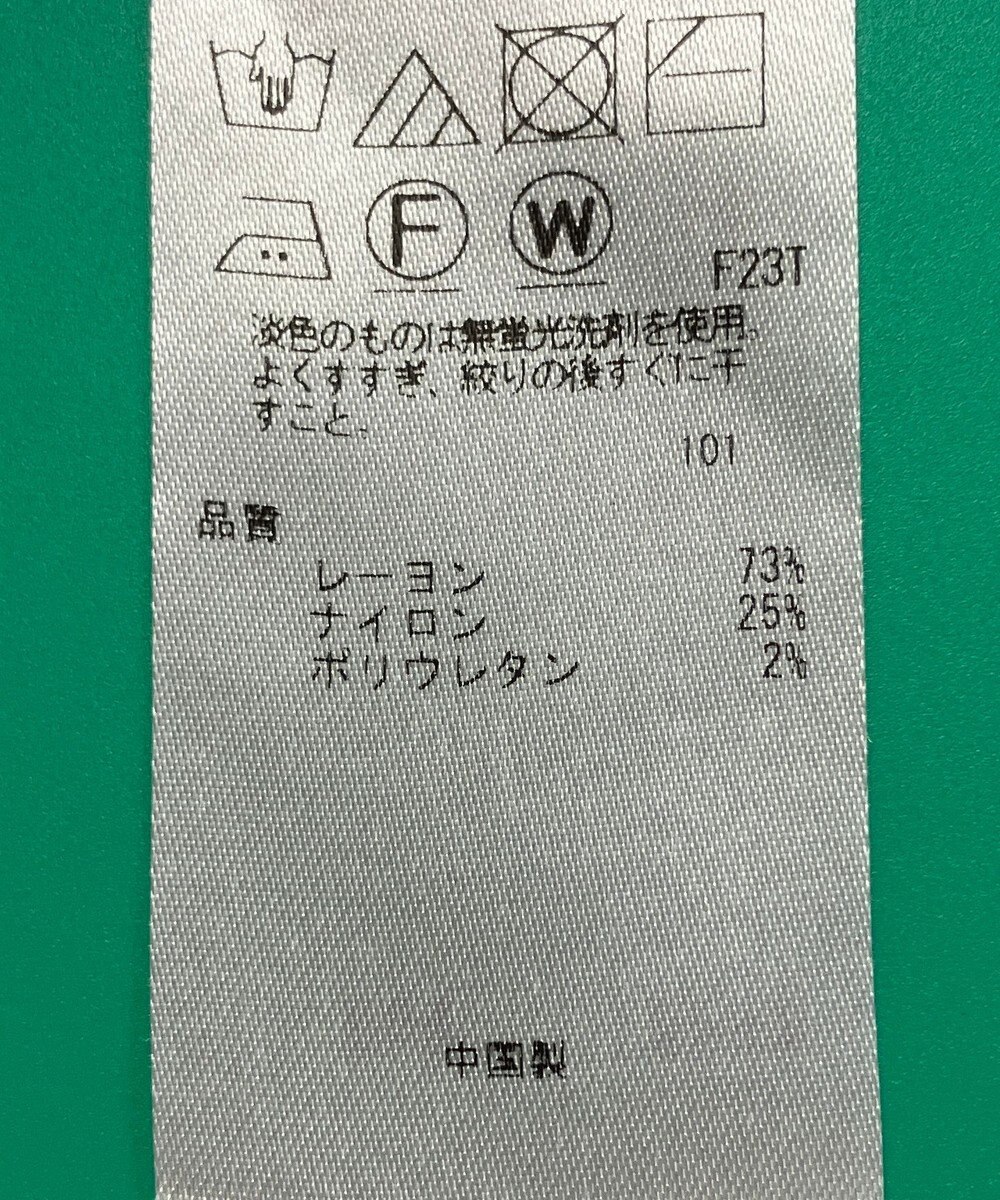 F W
F23T
淡色のものは無蛍光洗剤を使用。
よくすすぎ、絞りの後すぐに干
すこと。
101
品質
レーヨン 73%
ナイロン 25%
ポリウレタン 2%
中国製